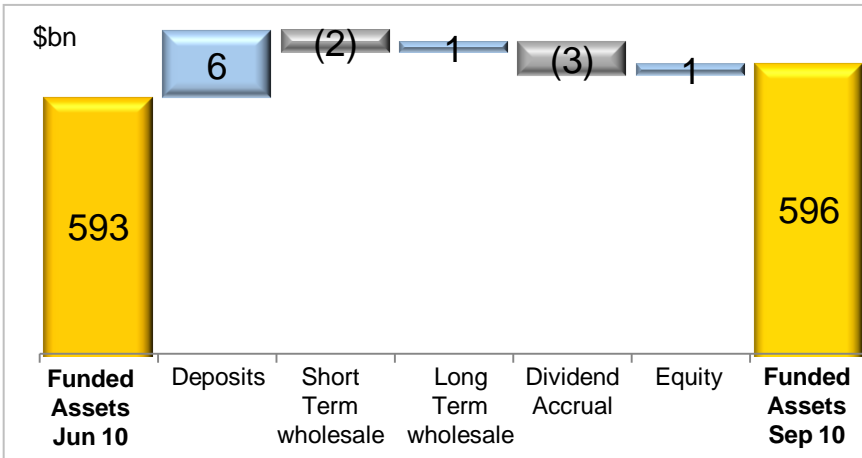 $bn
6
(2)
1
(3)
1
593
596
Funded
Assets
Jun 10
Deposits
Short
Term
wholesale
Long
Term
wholesale
Dividend
Accrual
Equity
Funded
Assets
Sep 10